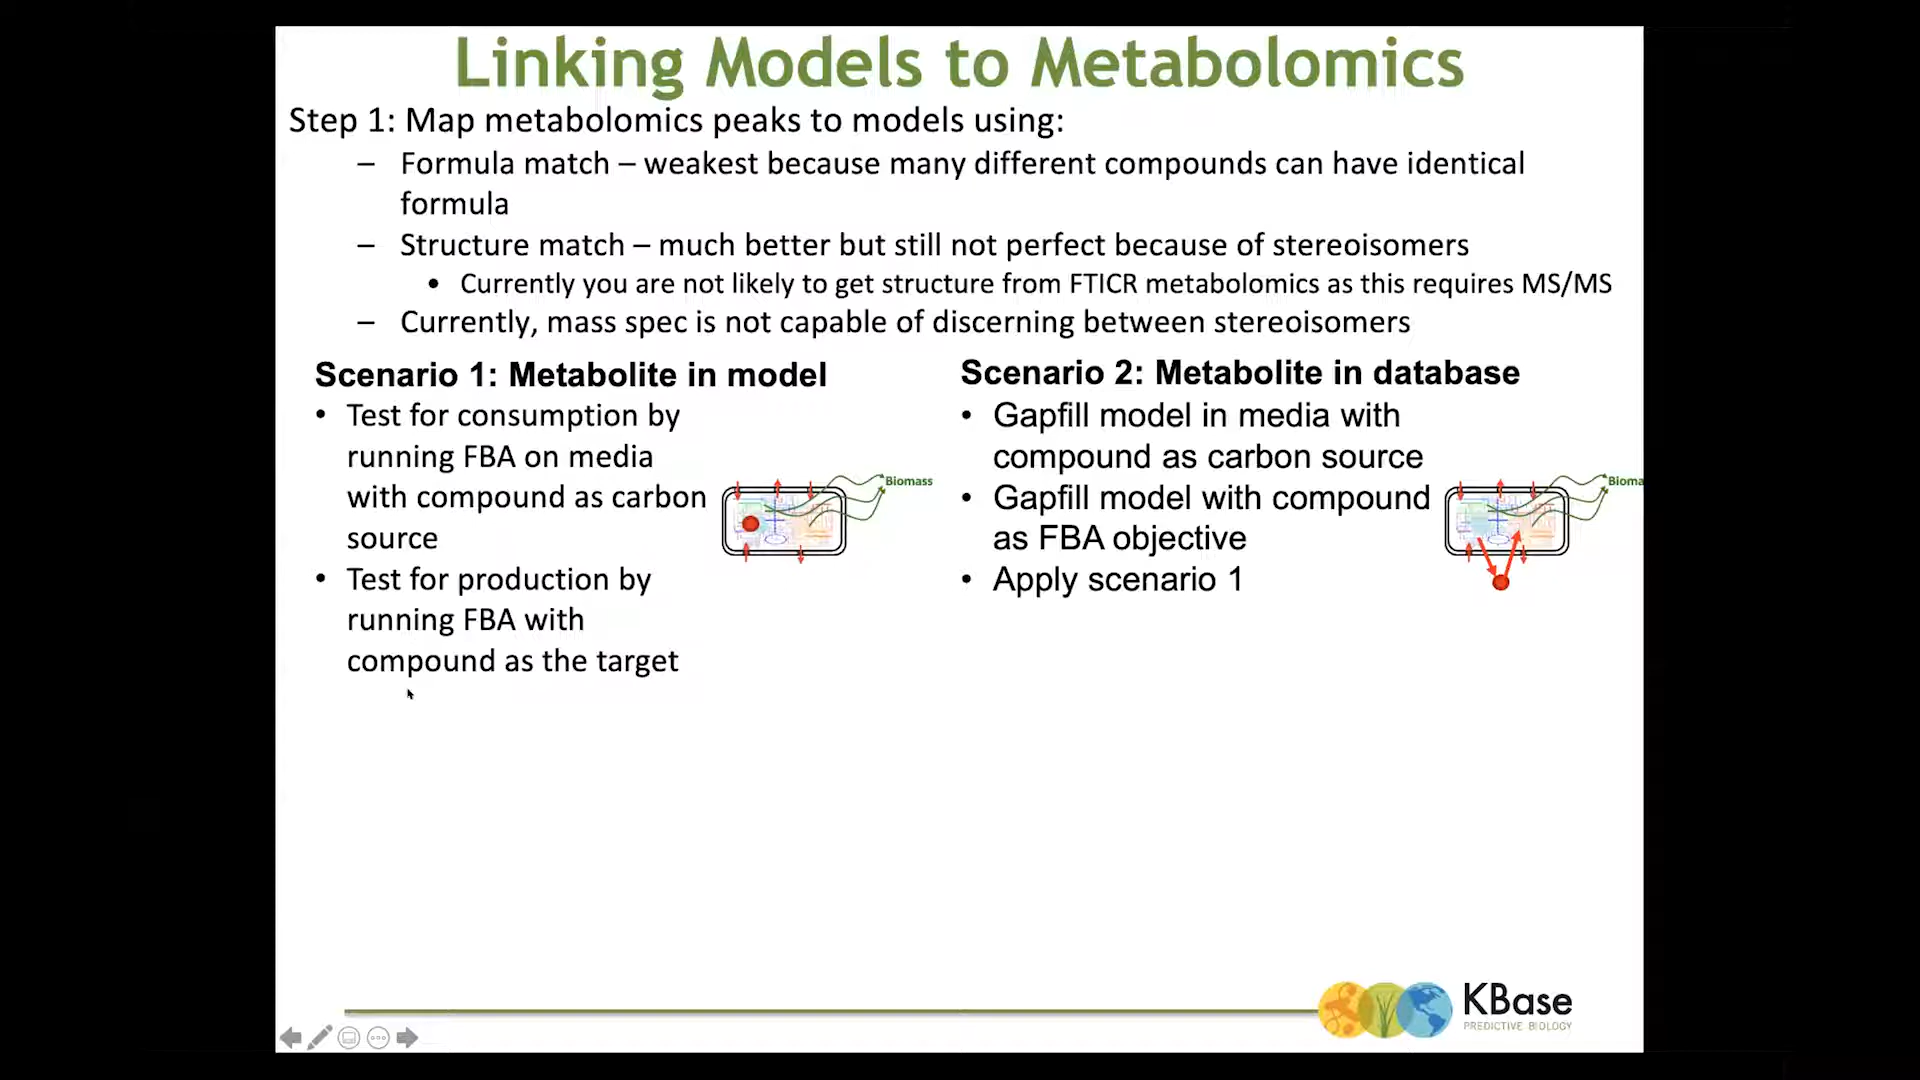 Linking Models to Metabolomics
Step 1: Map metabolomics peaks to models using:
– Formula match – weakest because many different compounds can have identical
formula
– Structure match – much better but still not perfect because of stereoisomers
• Currently you are not likely to get structure from FTICR metabolomics as this requires MS/MS
– Currently, mass spec is not capable of discerning between stereoisomers
Scenario 1: Metabolite in model
• Test for consumption by
running FBA on media
with compound as carbon
source
• Test for production by
running FBA with
compound as the target
Biomass
Scenario 2: Metabolite in database
• Gapfill model in media with
compound as carbon source
• Gapfill model with compound
as FBA objective
• Apply scenario 1
Bioma
KBase
PREDICTIVE BIOLOGY